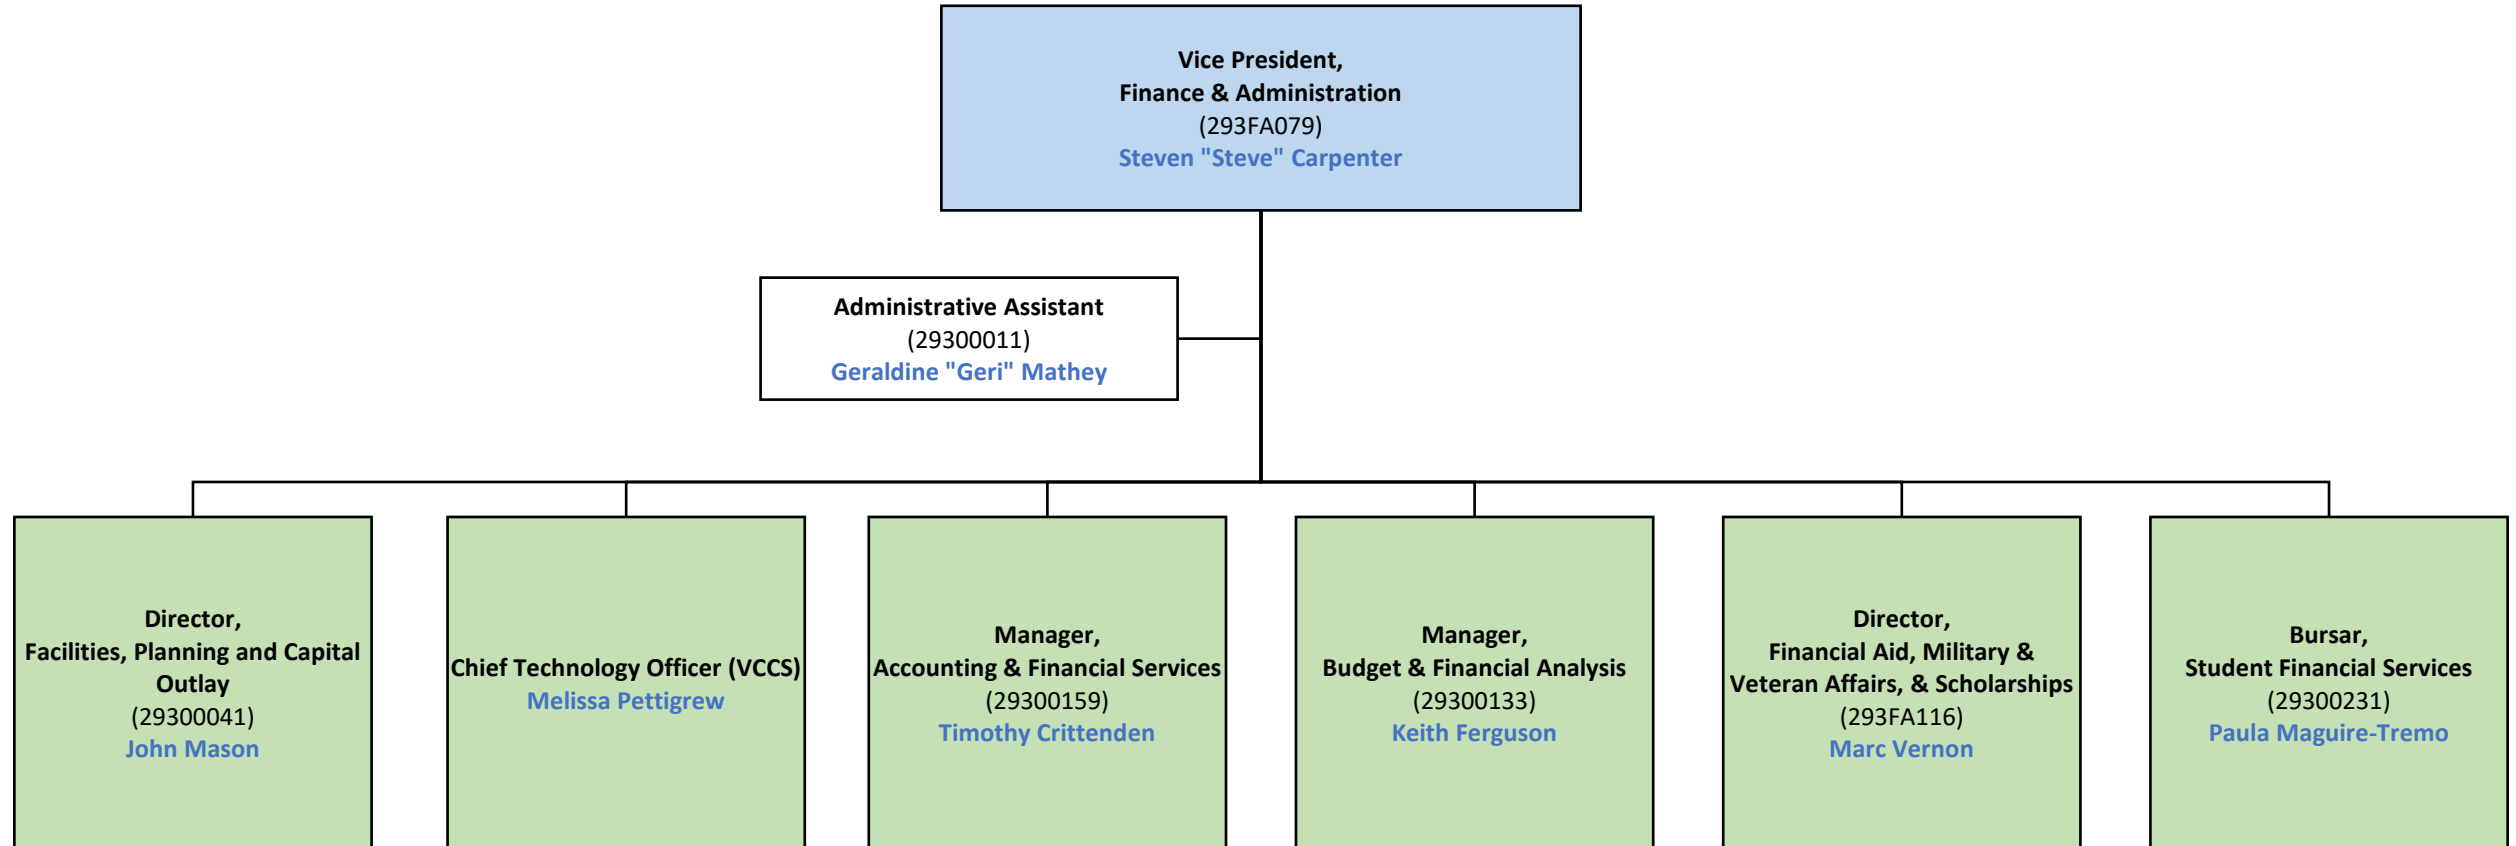 Vice President,
Finance & Administration
(293FA079)
Steven "Steve" Carpenter
Administrative Assistant
(29300011)
Geraldine "Geri" Mathey
Director,
Facilities, Planning and Capital
Outlay
(29300041)
John Mason
Chief Technology Officer (VCCS)
Melissa Pettigrew
Manager,
Accounting & Financial Services
(29300159)
Timothy Crittenden
Manager,
Budget & Financial Analysis
(29300133)
Keith Ferguson
Director,
Financial Aid, Military &
Veteran Affairs, & Scholarships
(293FA116)
Marc Vernon
Bursar,
Student Financial Services
(29300231)
Paula Maguire-Tremo